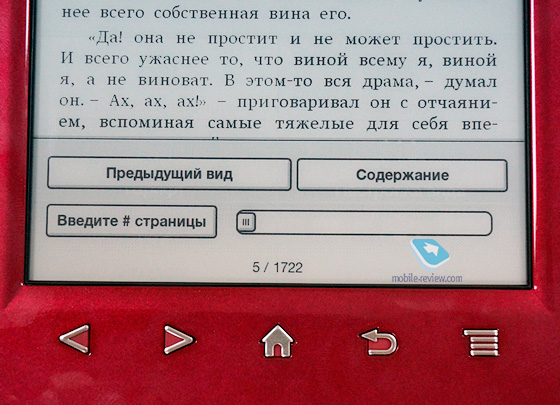 нее всего собственная вина его.
«Да! она не простит и не может простить.
И всего ужаснее то, что виной всему я, виной
я, а не виноват. В этом-то вся драма, – думал
он. – Ах, ах, ах!» – приговаривал он с отчаяни-
ем, вспоминая самые тяжелые для себя впе-
Предыдущий вид
Содержание
Введите # страницы
5 / 1722
mobile-review.com